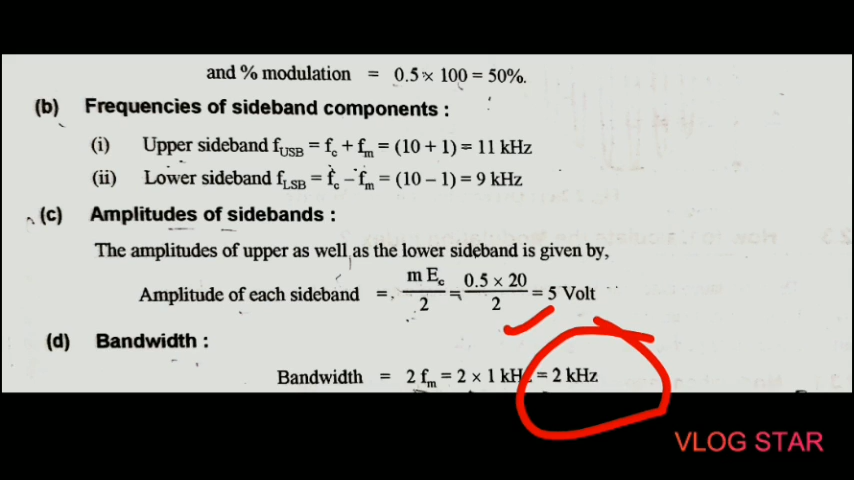 and % modulation = 0.5 × 100 = 50%.
(b) Frequencies of sideband components :
(i) Upper sideband f_USB = f_c + f_m = (10 + 1) = 11 kHz
(ii) Lower sideband f_LSB = f_c – f_m = (10 – 1) = 9 kHz
(c) Amplitudes of sidebands :
The amplitudes of upper as well as the lower sideband is given by,
Amplitude of each sideband = m E_c / 2 = 0.5 × 20 / 2 = 5 Volt
(d) Bandwidth :
Bandwidth = 2 f_m = 2 × 1 kHz = 2 kHz
VLOG STAR